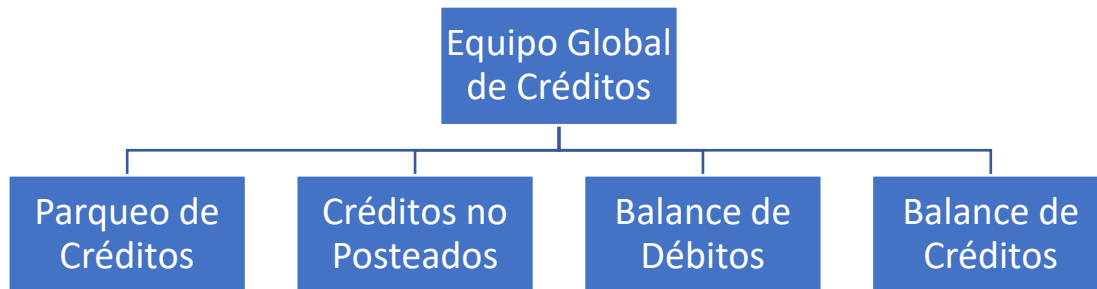 Equipo Global
de Créditos
Parqueo de
Créditos
Créditos no
Posteados
Balance de
Débitos
Balance de
Créditos